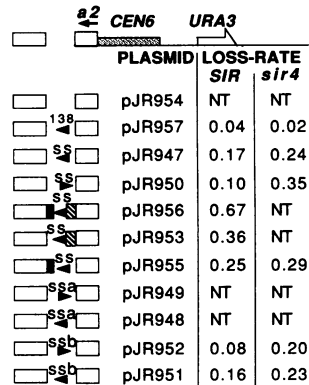 a2 CEN6 URA3
PLASMID LOSS-RATE
SIR sir4
pJR954 NT NT
138 pJR957 0.04 0.02
ss pJR947 0.17 0.24
ss pJR950 0.10 0.35
ss pJR956 0.67 NT
ss pJR953 0.36 NT
ss pJR955 0.25 0.29
ssa pJR949 NT NT
ssa pJR948 NT NT
ssb pJR952 0.08 0.20
ssb pJR951 0.16 0.23